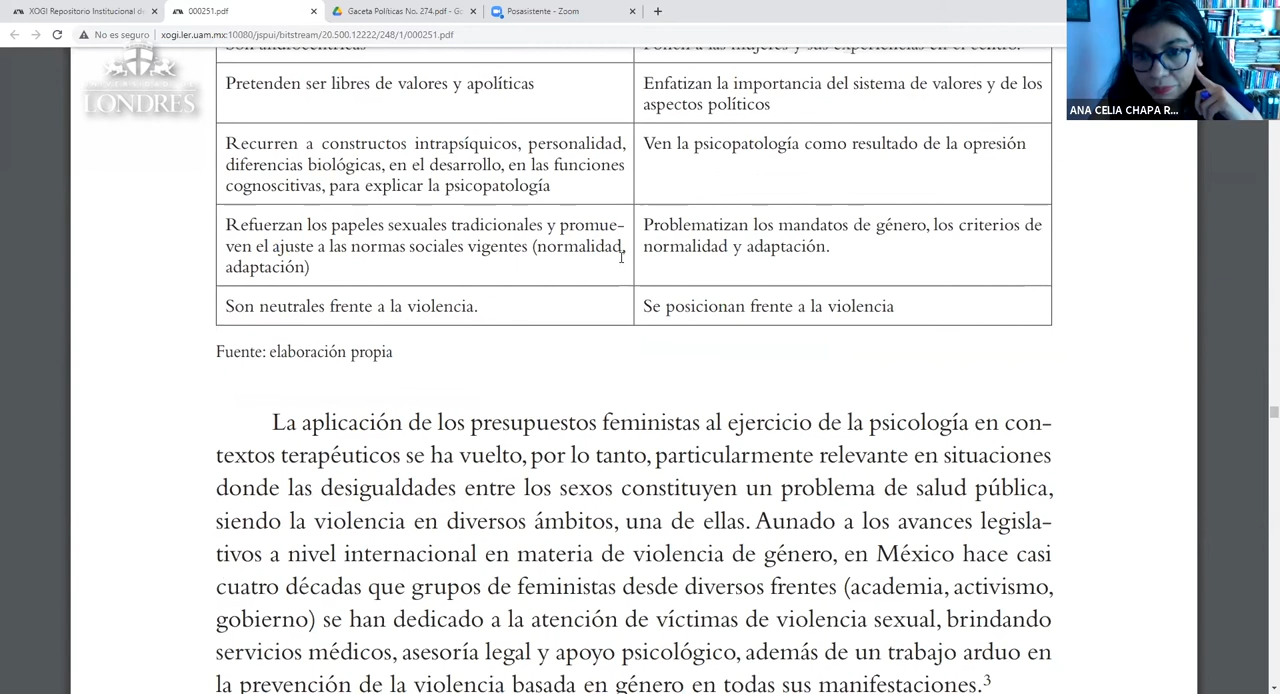 XOGI Repositorio Institucional d
000251.pdf
Gaceta Políticas No. 274.pdf - Go
Posasistente - Zoom
No es seguro
xogi.ler.uam.mx:10080/jspui/bitstream/20.500.12222/248/1/000251.pdf
LONDRES
ANA CELIA CHAPA R...
Son androcéntricas
Ponen a las mujeres y sus experiencias en el centro.
Pretenden ser libres de valores y apolíticas
Enfatizan la importancia del sistema de valores y de los
aspectos políticos
Recurren a constructos intrapsíquicos, personalidad,
diferencias biológicas, en el desarrollo, en las funciones
cognoscitivas, para explicar la psicopatología
Ven la psicopatología como resultado de la opresión
Refuerzan los papeles sexuales tradicionales y promue-
ven el ajuste a las normas sociales vigentes (normalidad,
adaptación)
Problematizan los mandatos de género, los criterios de
normalidad y adaptación.
Son neutrales frente a la violencia.
Se posicionan frente a la violencia
Fuente: elaboración propia
La aplicación de los presupuestos feministas al ejercicio de la psicología en con-
textos terapéuticos se ha vuelto, por lo tanto, particularmente relevante en situaciones
donde las desigualdades entre los sexos constituyen un problema de salud pública,
siendo la violencia en diversos ámbitos, una de ellas. Aunado a los avances legisla-
tivos a nivel internacional en materia de violencia de género, en México hace casi
cuatro décadas que grupos de feministas desde diversos frentes (academia, activismo,
gobierno) se han dedicado a la atención de víctimas de violencia sexual, brindando
servicios médicos, asesoría legal y apoyo psicológico, además de un trabajo arduo en
la prevención de la violencia basada en género en todas sus manifestaciones.³